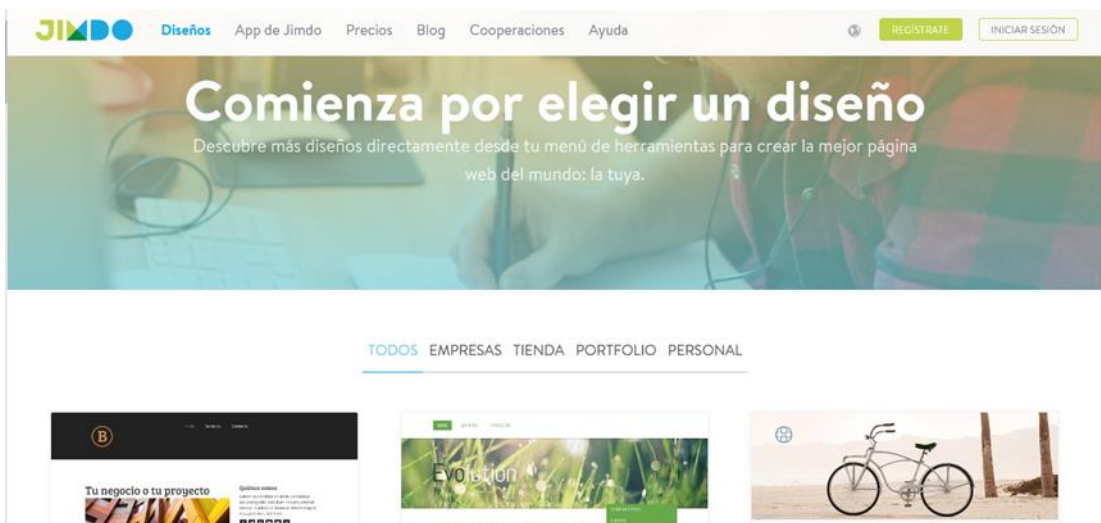 JIMDO
Diseños App de Jimdo Precios Blog Cooperaciones Ayuda REGÍSTRATE INICIAR SESIÓN
Comienza por elegir un diseño
Descubre más diseños directamente desde tu menú de herramientas para crear la mejor página
web del mundo: la tuya.
TODOS EMPRESAS TIENDA PORTFOLIO PERSONAL
B
Tu negocio o tu proyecto
Quiénes somos
Evolution